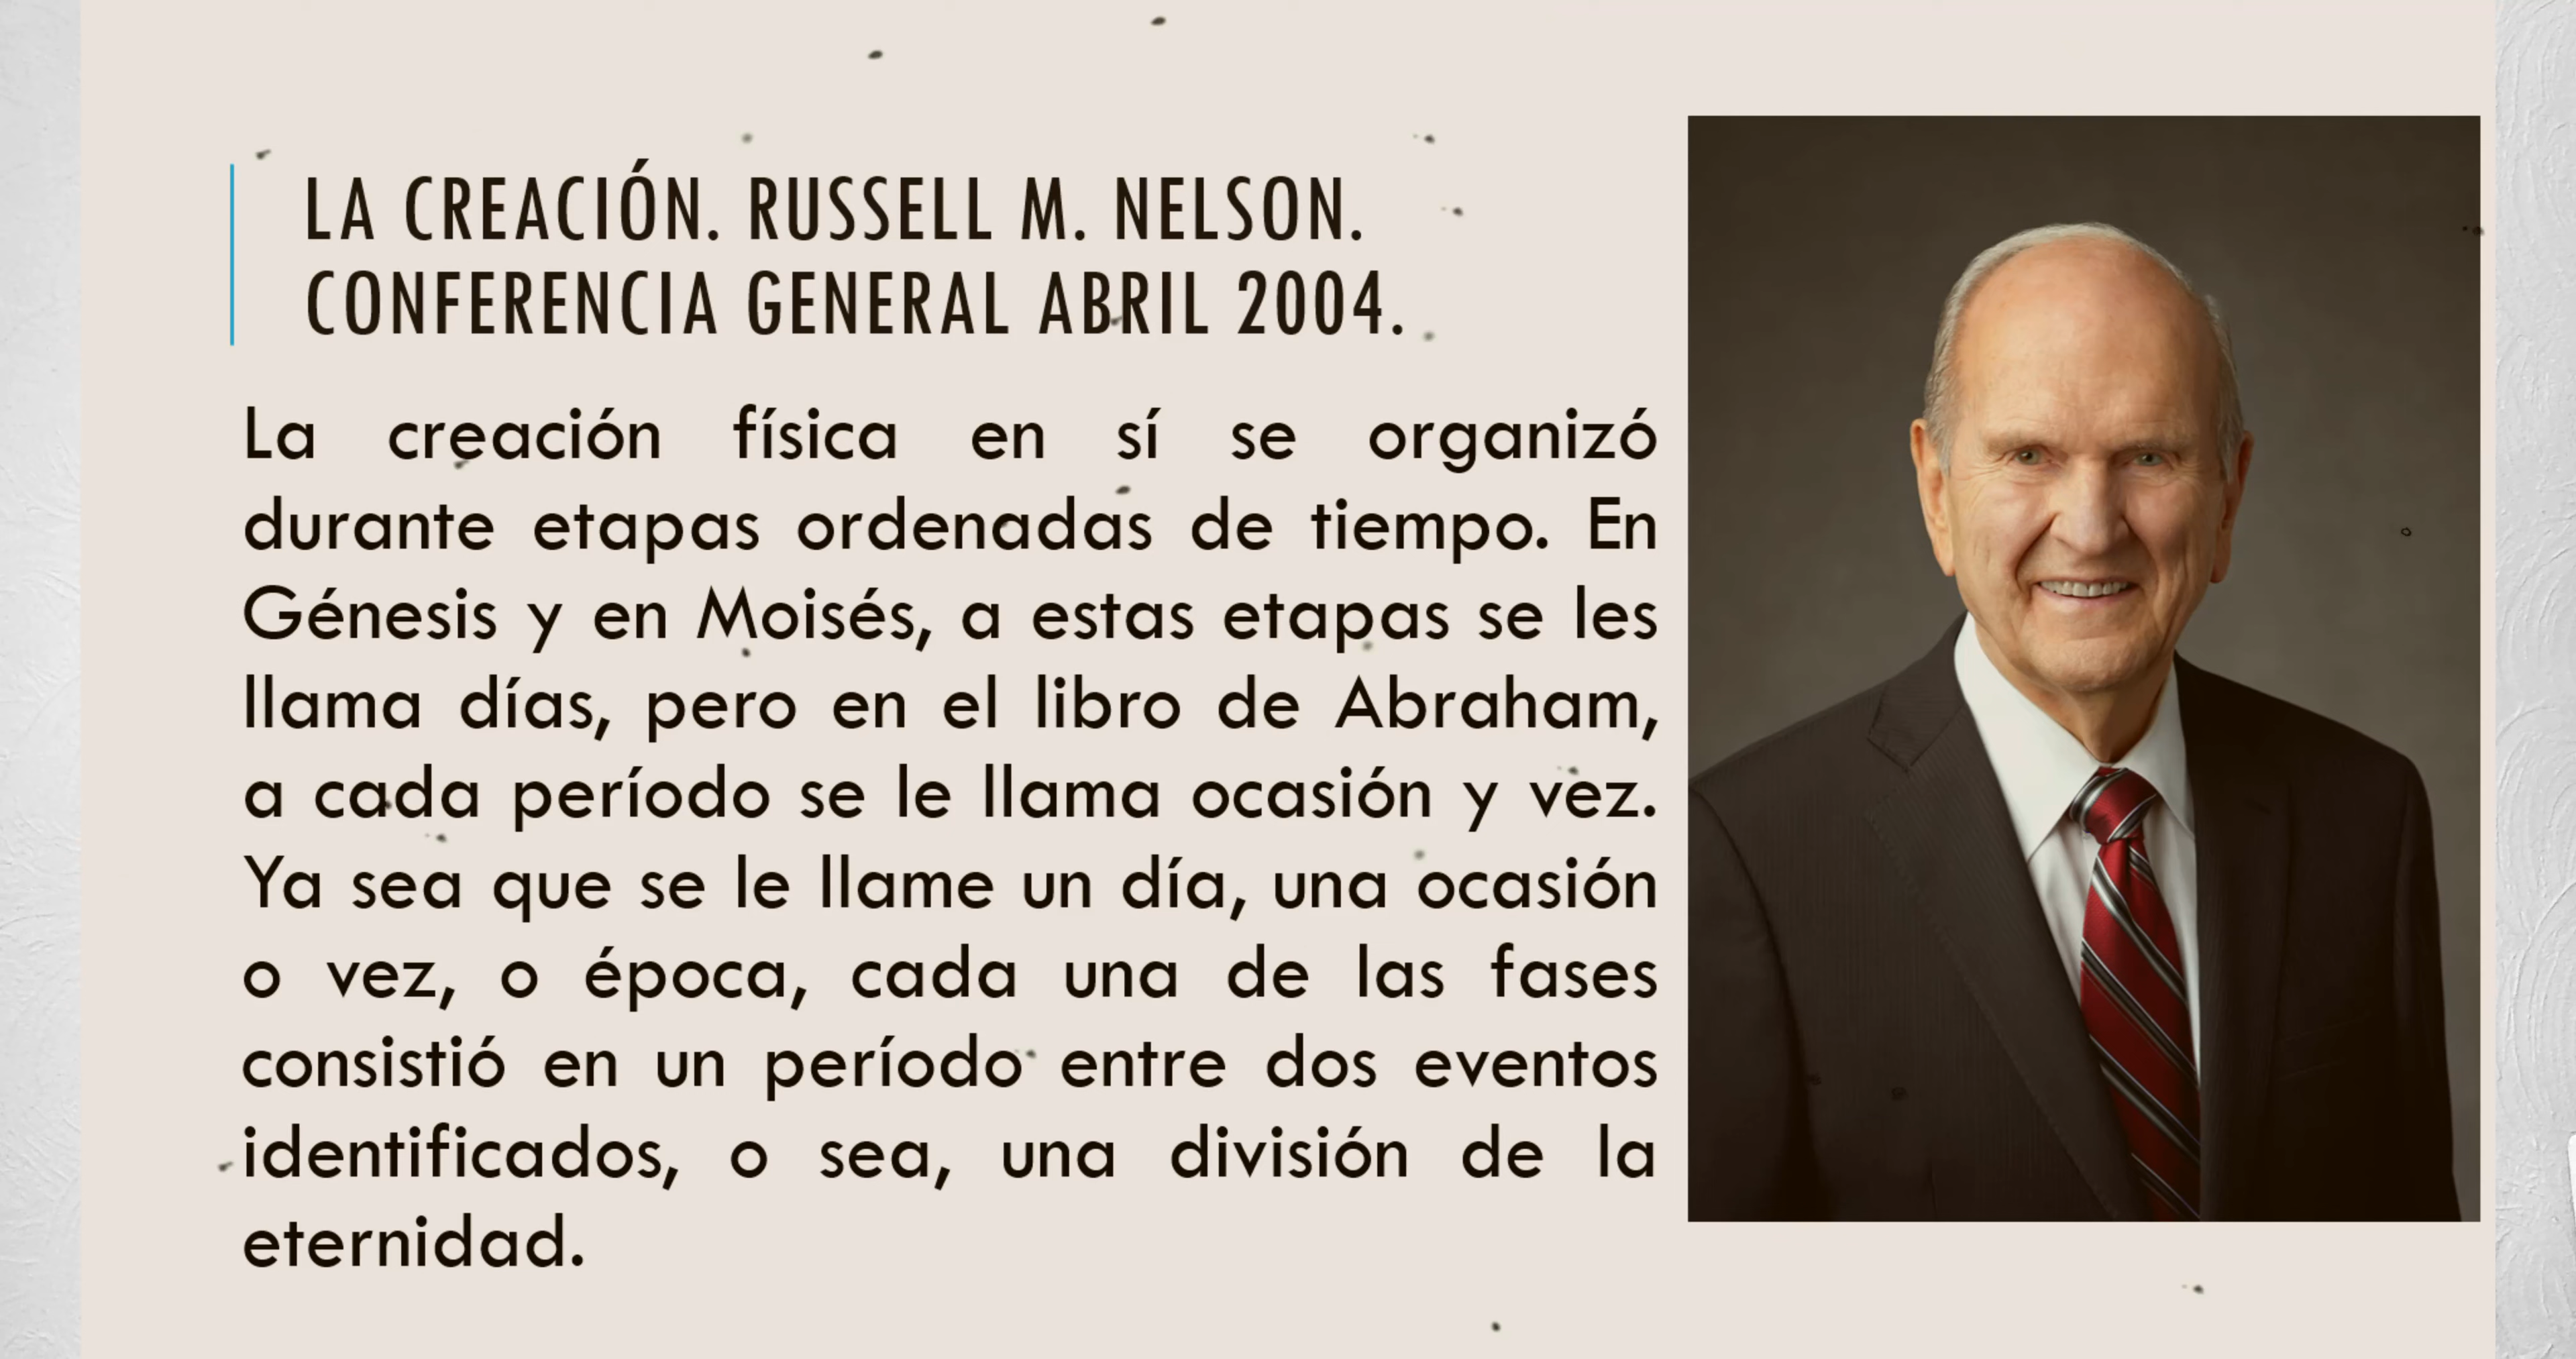 LA CREACIÓN. RUSSELL M. NELSON.
CONFERENCIA GENERAL ABRIL 2004.
La creación física en sí se organizó
durante etapas ordenadas de tiempo. En
Génesis y en Moisés, a estas etapas se les
llama días, pero en el libro de Abraham,
a cada período se le llama ocasión y vez.
Ya sea que se le llame un día, una ocasión
o vez, o época, cada una de las fases
consistió en un período entre dos eventos
identificados, o sea, una división de la
eternidad.